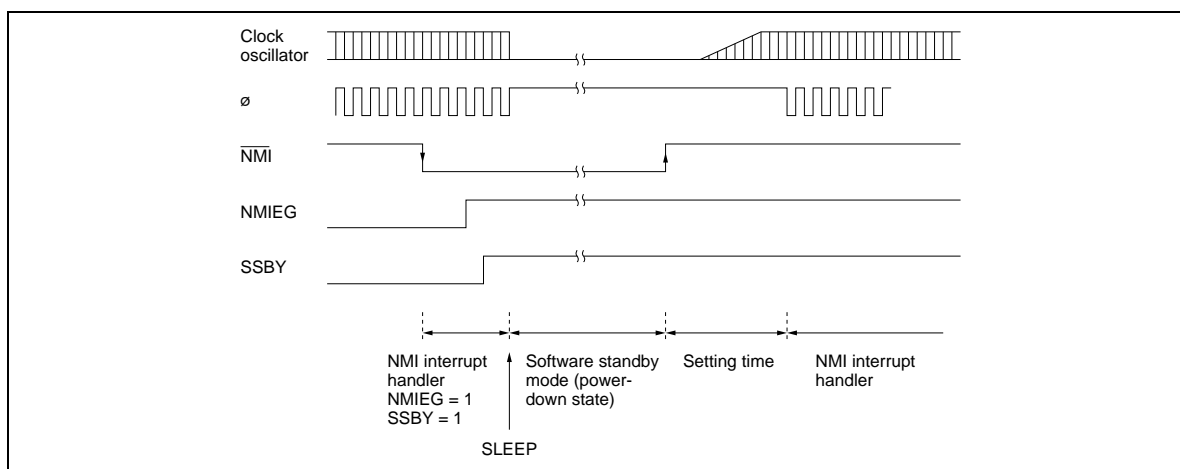 Clock
oscillator
ø
NMI
NMIEG
SSBY
NMI interrupt
handler
NMIEG = 1
SSBY = 1
SLEEP
Software standby
mode (power-
down state)
Setting time
NMI interrupt
handler